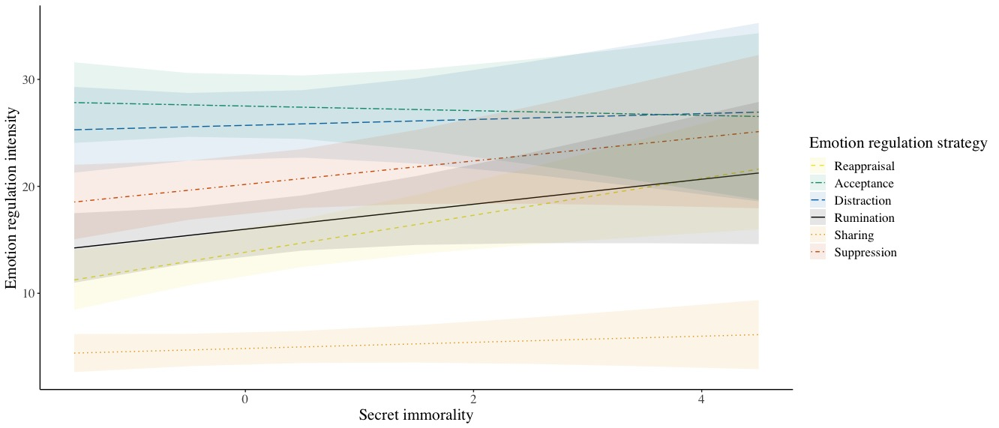 Emotion regulation intensity
30
20
10
0
2
4
Secret immorality
Emotion regulation strategy
Reappraisal
Acceptance
Distraction
Rumination
Sharing
Suppression